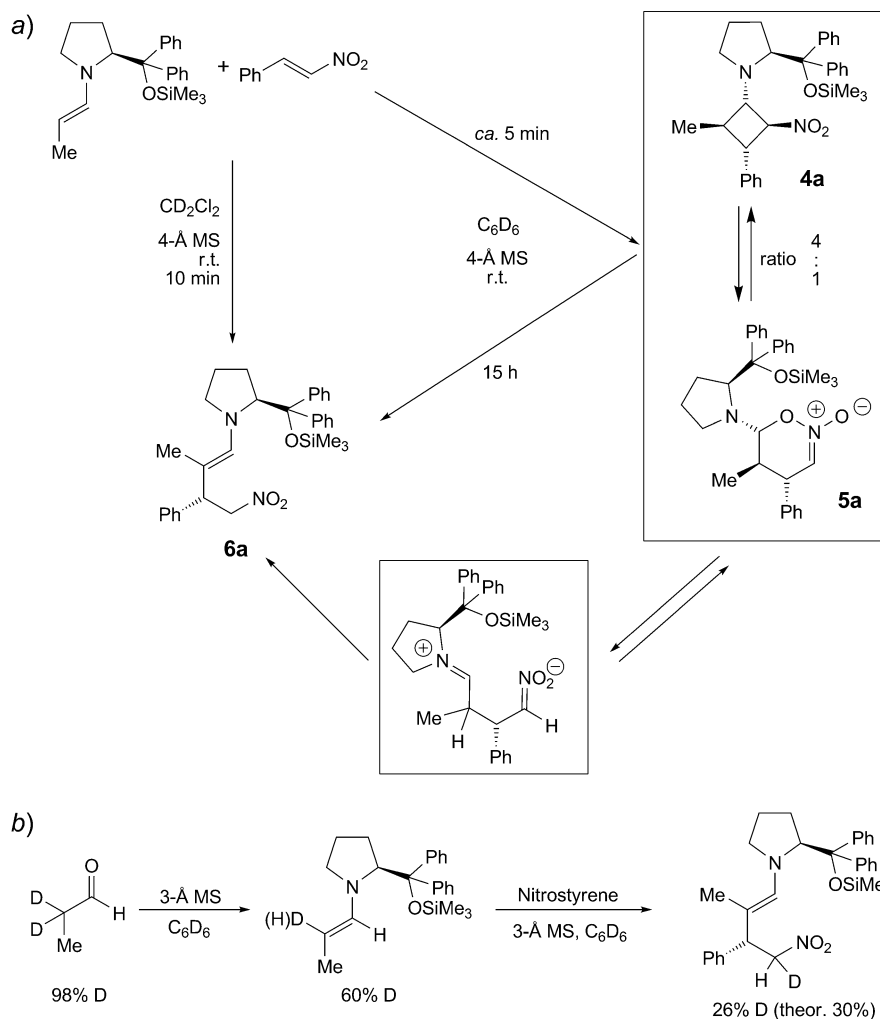 a)
N
Ph
Ph
OSiMe3
Me
+
Ph
NO2
ca. 5 min
CD2Cl2
4-Å MS
r.t.
10 min
C6D6
4-Å MS
r.t.
15 h
N
Ph
Ph
OSiMe3
Me
NO2
Ph
4a
ratio
4
:
1
Ph
Ph
OSiMe3
N
O
N
+
O
−
Me
Ph
5a
N
Ph
Ph
OSiMe3
Me
Ph
NO2
6a
Ph
Ph
OSiMe3
+
N
NO2
−
Me
H
H
Ph
b)
O
D
D
H
Me
98% D
3-Å MS
C6D6
N
Ph
Ph
OSiMe3
(H)D
H
Me
60% D
Nitrostyrene
3-Å MS, C6D6
N
Ph
Ph
OSiMe
Me
Ph
NO2
H
D
26% D (theor. 30%)